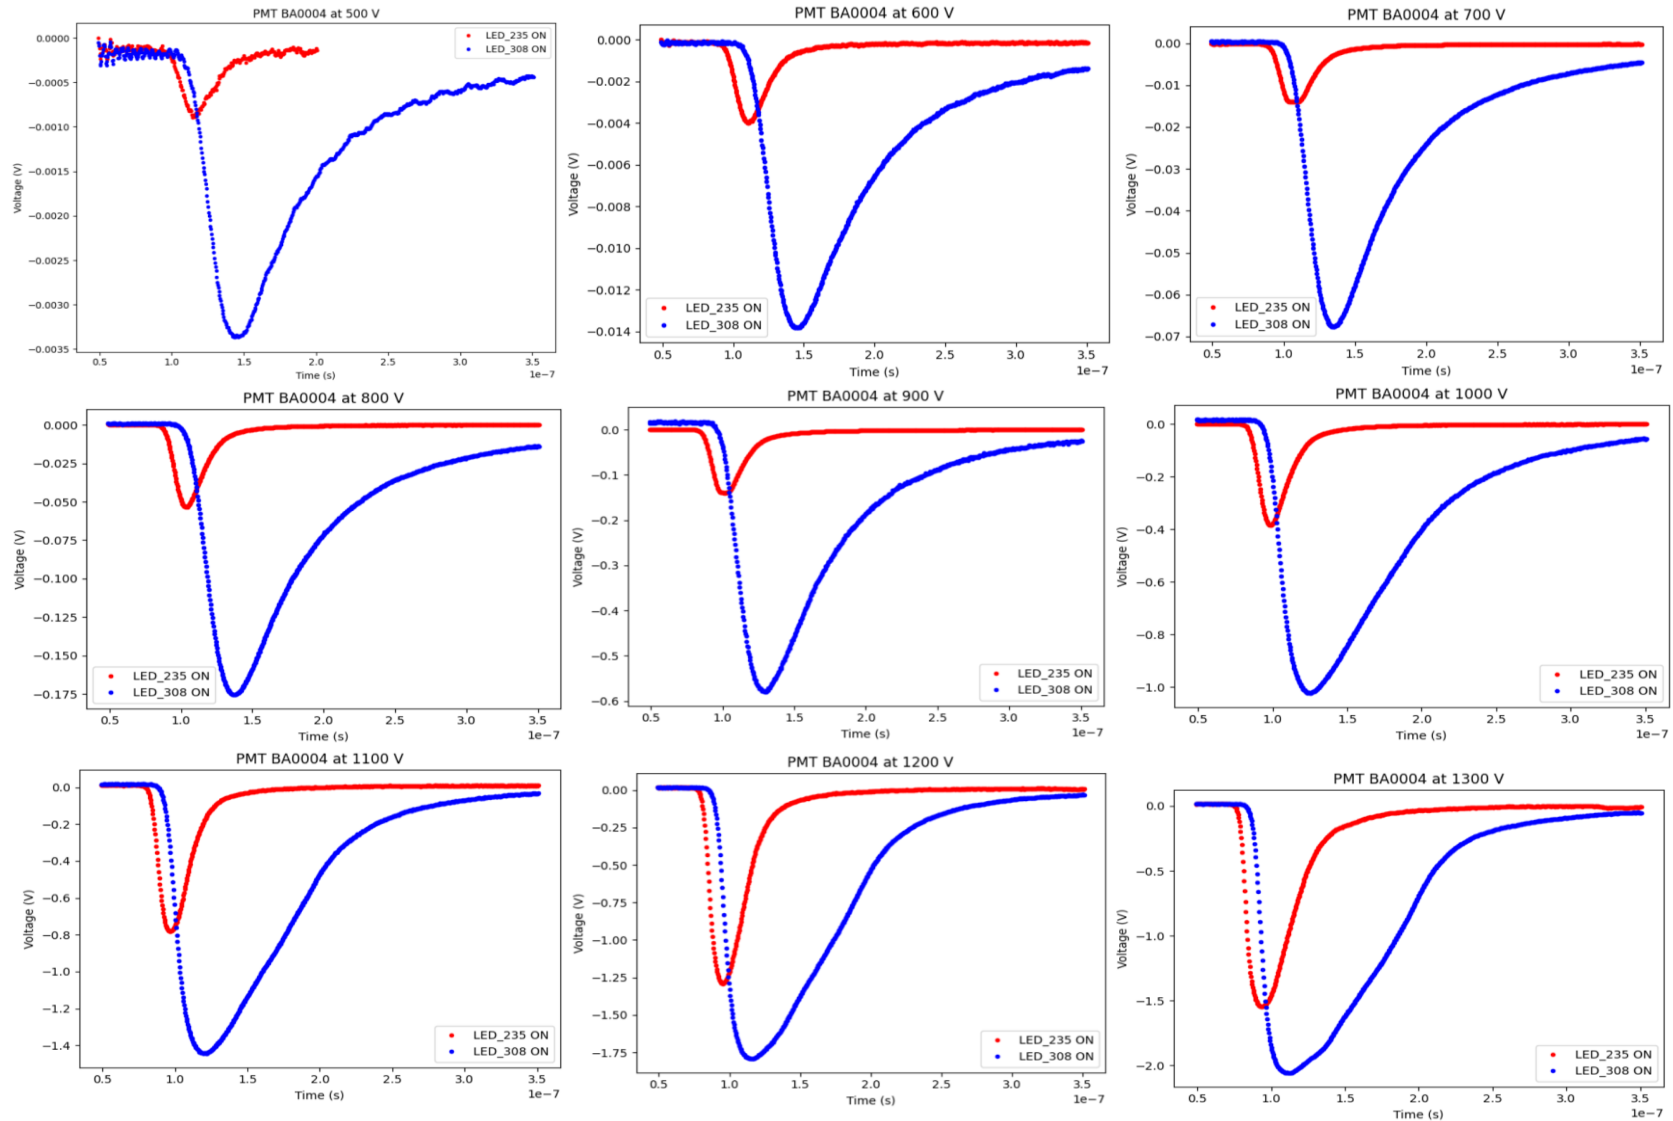 PMT BA0004 at 500 V
LED_235 ON
LED_308 ON
0.0000
−0.0005
−0.0010
−0.0015
−0.0020
−0.0025
−0.0030
−0.0035
Voltage (V)
0.5 1.0 1.5 2.0 2.5 3.0 3.5
Time (s)
1e−7
PMT BA0004 at 600 V
0.000
−0.002
−0.004
−0.006
−0.008
−0.010
−0.012
−0.014
Voltage (V)
LED_235 ON
LED_308 ON
0.5 1.0 1.5 2.0 2.5 3.0 3.5
Time (s)
1e−7
PMT BA0004 at 700 V
0.00
−0.01
−0.02
−0.03
−0.04
−0.05
−0.06
−0.07
Voltage (V)
LED_235 ON
LED_308 ON
0.5 1.0 1.5 2.0 2.5 3.0 3.5
Time (s)
1e−7
PMT BA0004 at 800 V
0.000
−0.025
−0.050
−0.075
−0.100
−0.125
−0.150
−0.175
Voltage (V)
LED_235 ON
LED_308 ON
0.5 1.0 1.5 2.0 2.5 3.0 3.5
Time (s)
1e−7
PMT BA0004 at 900 V
0.0
−0.1
−0.2
−0.3
−0.4
−0.5
−0.6
Voltage (V)
LED_235 ON
LED_308 ON
0.5 1.0 1.5 2.0 2.5 3.0 3.5
Time (s)
1e−7
PMT BA0004 at 1000 V
0.0
−0.2
−0.4
−0.6
−0.8
−1.0
Voltage (V)
LED_235 ON
LED_308 ON
0.5 1.0 1.5 2.0 2.5 3.0 3.5
Time (s)
1e−7
PMT BA0004 at 1100 V
0.0
−0.2
−0.4
−0.6
−0.8
−1.0
−1.2
−1.4
Voltage (V)
LED_235 ON
LED_308 ON
0.5 1.0 1.5 2.0 2.5 3.0 3.5
Time (s)
1e−7
PMT BA0004 at 1200 V
0.00
−0.25
−0.50
−0.75
−1.00
−1.25
−1.50
−1.75
Voltage (V)
LED_235 ON
LED_308 ON
0.5 1.0 1.5 2.0 2.5 3.0 3.5
Time (s)
1e−7
PMT BA0004 at 1300 V
0.0
−0.5
−1.0
−1.5
−2.0
Voltage (V)
LED_235 ON
LED_308 ON
0.5 1.0 1.5 2.0 2.5 3.0 3.5
Time (s)
1e−7